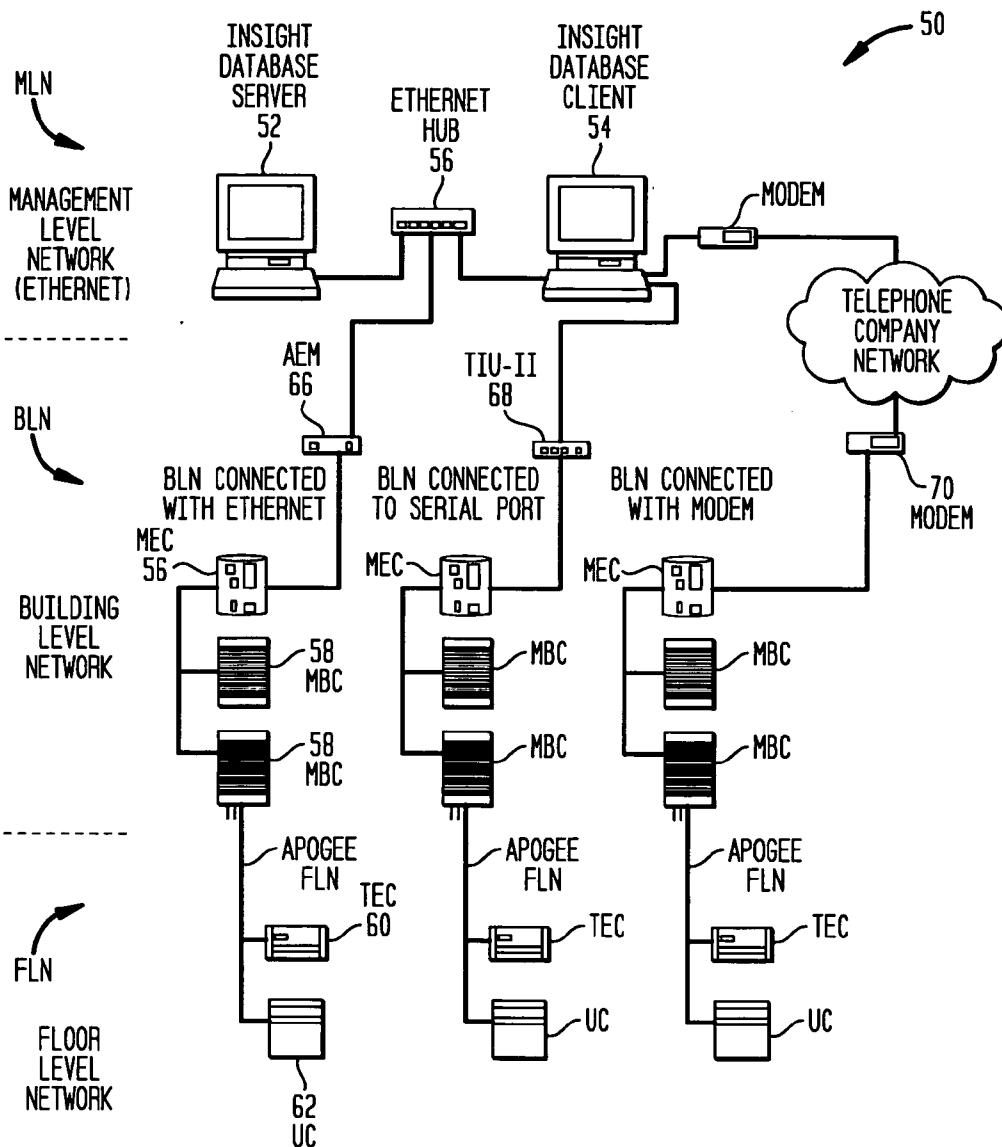 50
MLN
INSIGHT
DATABASE
SERVER
52
ETHERNET
HUB
56
INSIGHT
DATABASE
CLIENT
54
MODEM
MANAGEMENT
LEVEL
NETWORK
(ETHERNET)
TELEPHONE
COMPANY
NETWORK
AEM
66
TIU-II
68
BLN
BLN CONNECTED
WITH ETHERNET
BLN CONNECTED
TO SERIAL PORT
BLN CONNECTED
WITH MODEM
70
MODEM
MEC
56
MEC
MEC
BUILDING
LEVEL
NETWORK
58
MBC
MBC
MBC
58
MBC
MBC
MBC
APOGEE
FLN
APOGEE
FLN
APOGEE
FLN
TEC
60
TEC
TEC
FLN
UC
UC
FLOOR
LEVEL
NETWORK
62
UC